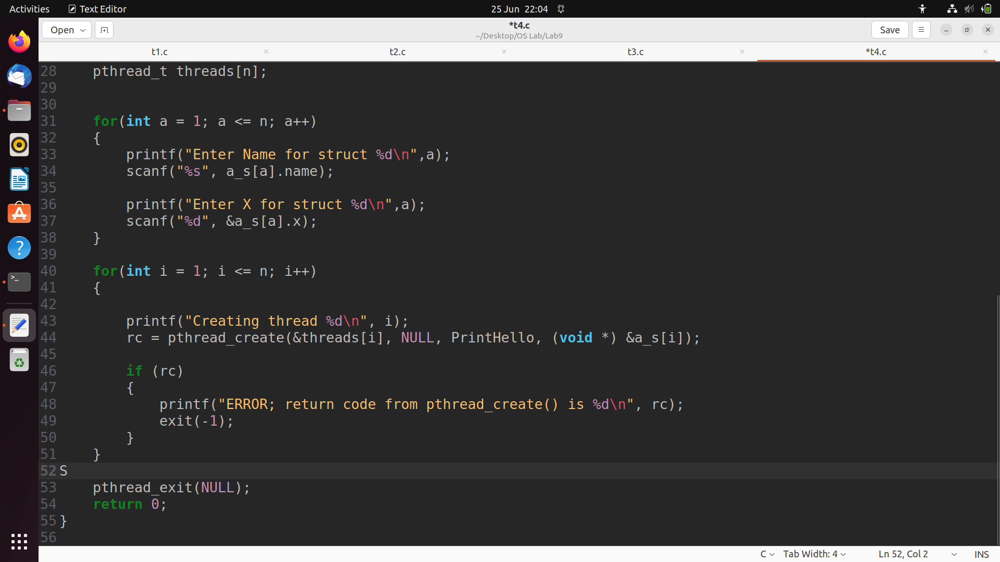 Activities Text Editor 25 Jun 22:04
Open *t4.c Save
~/Desktop/OS Lab/Lab9
t1.c t2.c t3.c *t4.c
28     pthread_t threads[n];
29
30
31     for(int a = 1; a <= n; a++)
32     {
33         printf("Enter Name for struct %d\n",a);
34         scanf("%s", a_s[a].name);
35
36         printf("Enter X for struct %d\n",a);
37         scanf("%d", &a_s[a].x);
38     }
39
40     for(int i = 1; i <= n; i++)
41     {
42
43         printf("Creating thread %d\n", i);
44         rc = pthread_create(&threads[i], NULL, PrintHello, (void *) &a_s[i]);
45
46         if (rc)
47         {
48             printf("ERROR; return code from pthread_create() is %d\n", rc);
49             exit(-1);
50         }
51     }
52 S
53     pthread_exit(NULL);
54     return 0;
55 }
56
C Tab Width: 4 Ln 52, Col 2 INS